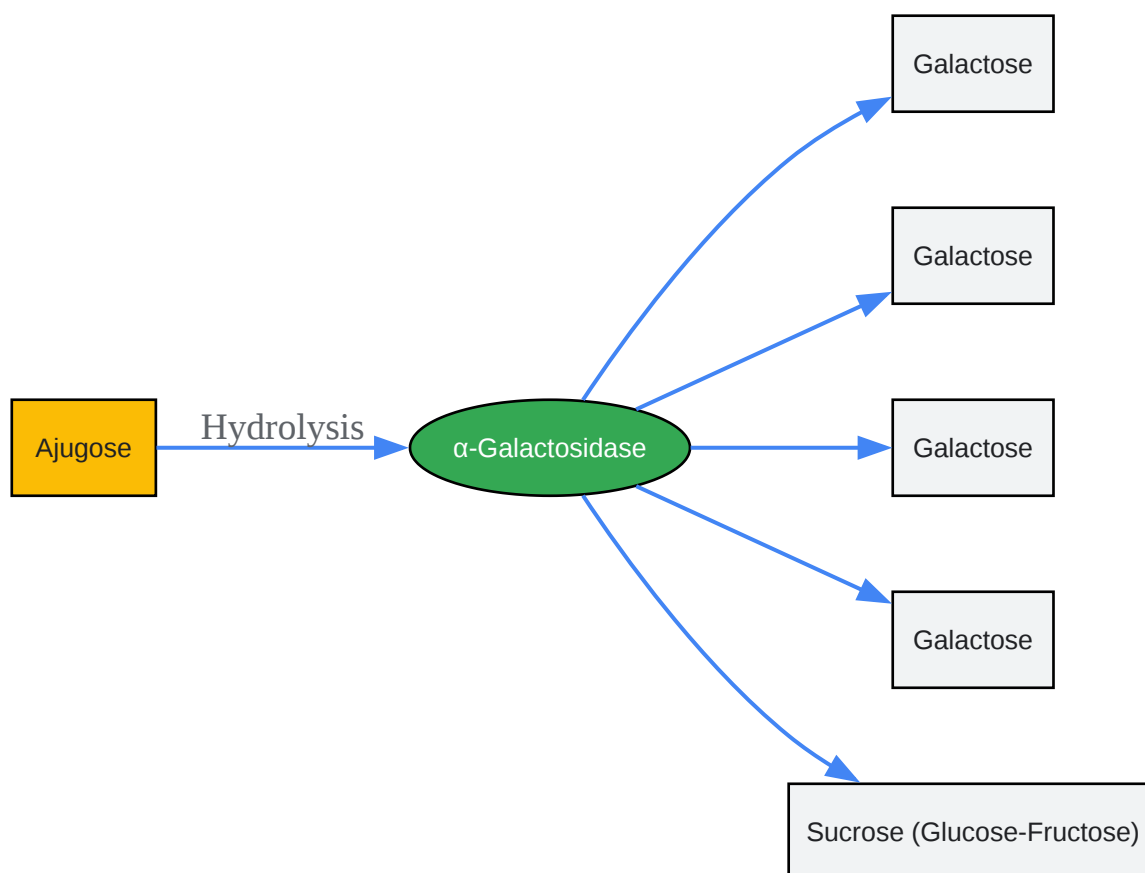 Galactose
Galactose
Ajugose
Hydrolysis
α-Galactosidase
Galactose
Galactose
Sucrose (Glucose-Fructose)